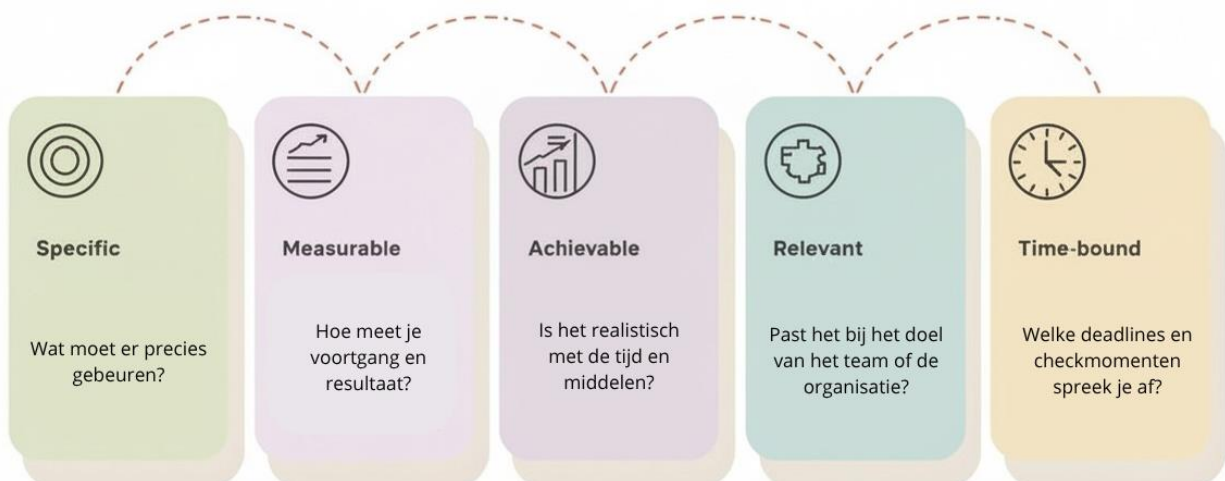 Specific
Wat moet er precies
gebeuren?
Measurable
Hoe meet je
voortgang en
resultaat?
Achievable
Is het realistisch
met de tijd en
middelen?
Relevant
Past het bij het doel
van het team of de
organisatie?
Time-bound
Welke deadlines en
checkmomenten
spreek je af?